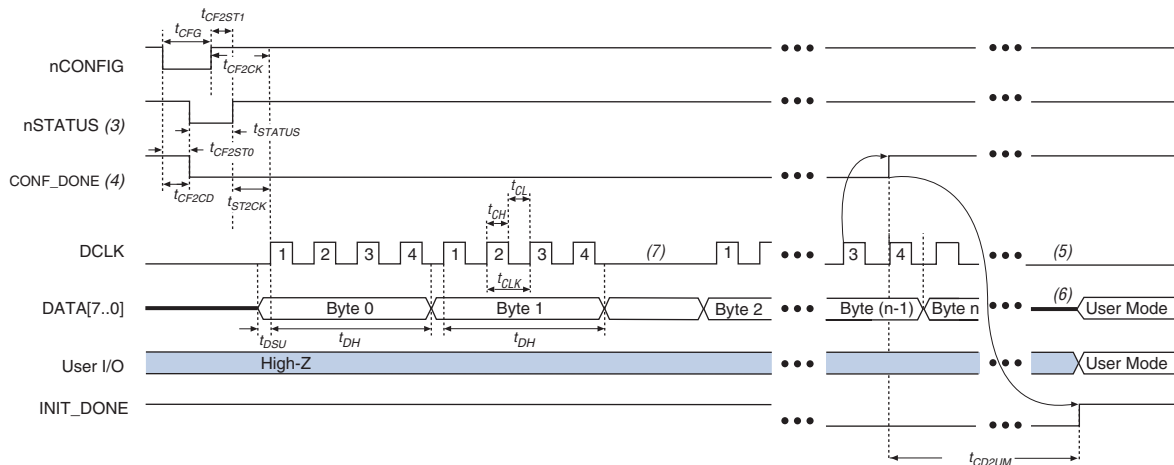 tCF2ST1
tCFG
nCONFIG
tCF2CK
nSTATUS (3)
tSTATUS
tCF2ST0
CONF_DONE (4)
tCF2CD
tST2CK
tCL
tCH
DCLK
1 2 3 4 1 2 3 4 (7) 1 3 4 (5)
tCLK
DATA[7..0] Byte 0 Byte 1 Byte 2 Byte (n-1) Byte n (6) User Mode
tDSU tDH tDH
User I/O High-Z User Mode
INIT_DONE
tCD2UM